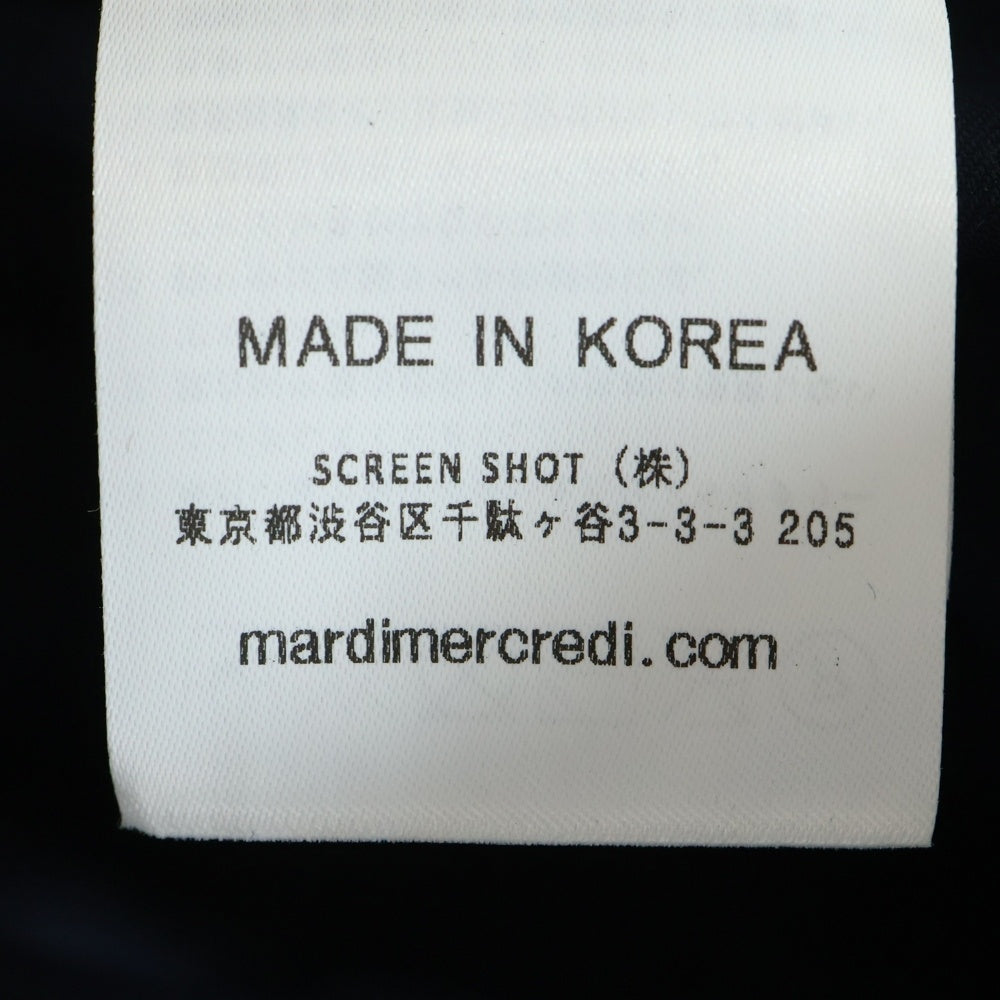 MADE IN KOREA
SCREEN SHOT (株)
東京都渋谷区千駄ヶ谷3-3-3 205
mardimercredi.com